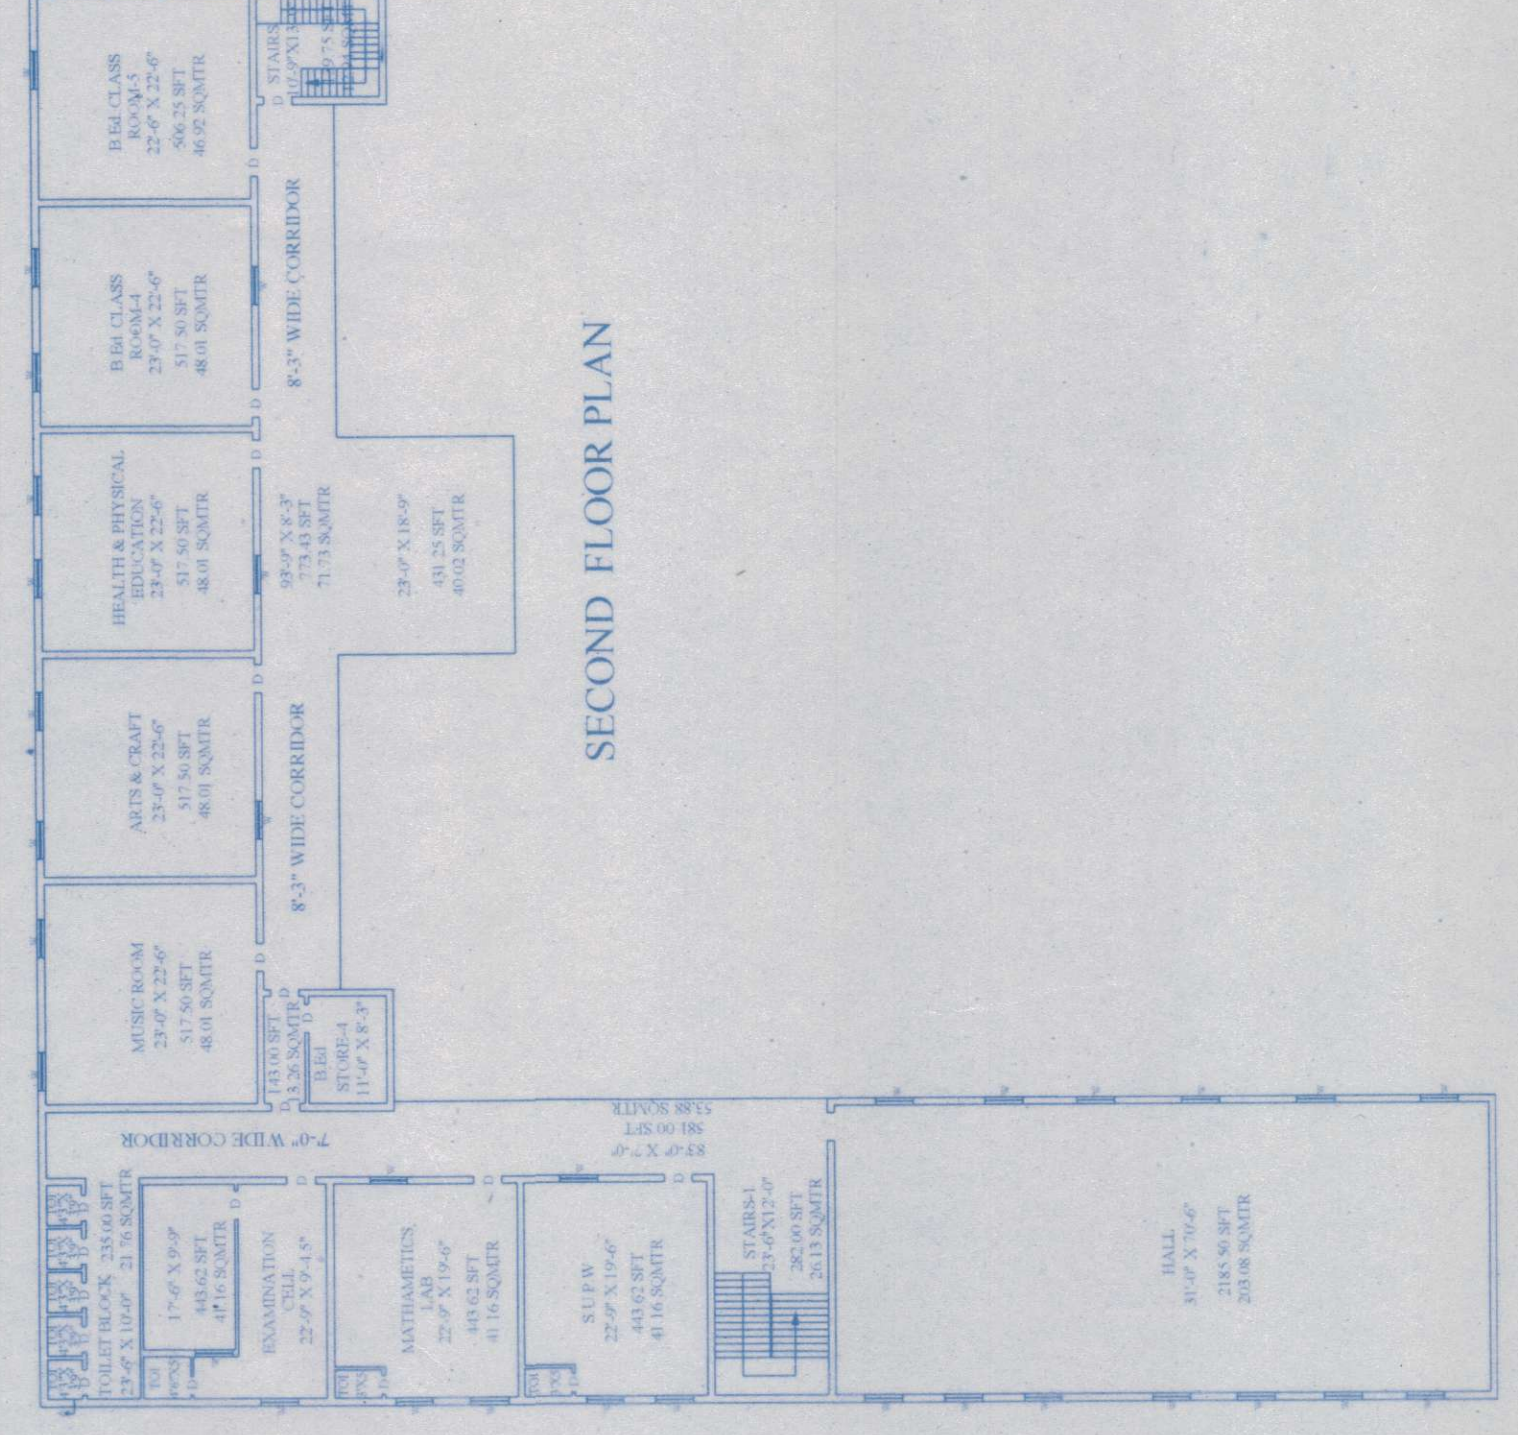 SECOND FLOOR PLAN
MUSIC ROOM
23'-0" X 22'-6"
517.50 SFT
48.01 SQMTR
ARTS & CRAFT
23'-0" X 22'-6"
517.50 SFT
48.01 SQMTR
HEALTH & PHYSICAL
EDUCATION
23'-0" X 22'-6"
517.50 SFT
48.01 SQMTR
B.Ed. CLASS
ROOM-4
23'-0" X 22'-6"
517.50 SFT
48.01 SQMTR
B.Ed. CLASS
ROOM-5
22'-6" X 22'-6"
506.25 SFT
46.92 SQMTR
STAIRS
8'-3" WIDE CORRIDOR
8'-3" WIDE CORRIDOR
93'-9" X 8'-3"
773.43 SFT
71.73 SQMTR
23'-0" X 18'-9"
431.25 SFT
40.02 SQMTR
143.00 SFT
13.26 SQMTR
B.Ed
STORE-4
11'-0" X 8'-3"
7'-0" WIDE CORRIDOR
83'-0" X 7'-0"
581.00 SFT
53.88 SQMTR
TOILET BLOCK 235.00 SFT
23'-6" X 10'-0" 21.76 SQMTR
17'-6" X 9'-9"
443.62 SFT
41.16 SQMTR
EXAMINATION
CELL
22'-9" X 9'-4.5"
MATHAMETICS
LAB
22'-9" X 19'-6"
443.62 SFT
41.16 SQMTR
S U P W
22'-9" X 19'-6"
443.62 SFT
41.16 SQMTR
STAIRS-1
23'-6" X12'-0"
282.00 SFT
26.13 SQMTR
HALL
31'-0" X 70'-6"
2185.50 SFT
203.08 SQMTR